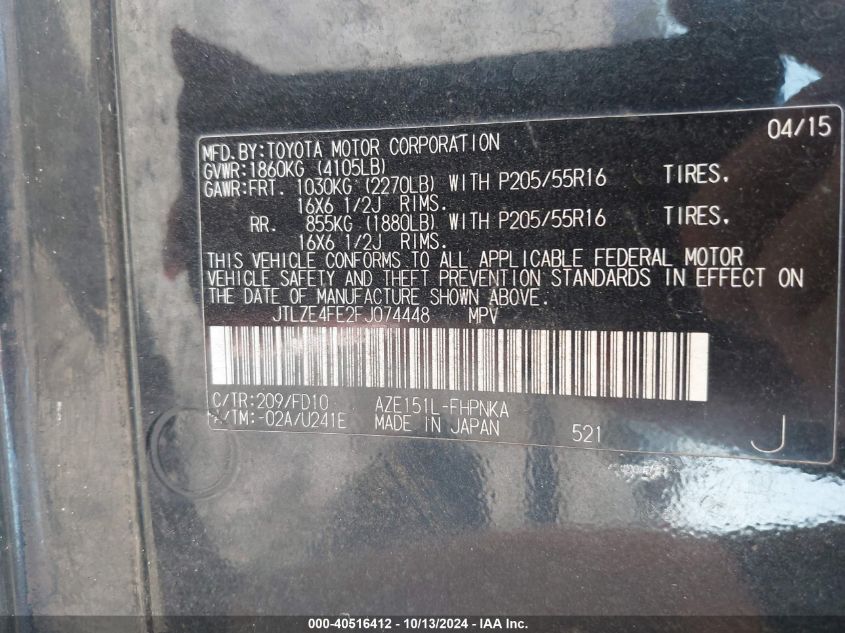 04/15
MFD.BY:TOYOTA MOTOR CORPORATION
GVWR:1860KG (4105LB)
GAWR:FRT. 1030KG (2270LB) WITH P205/55R16 TIRES.
16X6 1/2J RIMS.
RR. 855KG (1880LB) WITH P205/55R16 TIRES.
16X6 1/2J RIMS.
THIS VEHICLE CONFORMS TO ALL APPLICABLE FEDERAL MOTOR
VEHICLE SAFETY AND THEFT PREVENTION STANDARDS IN EFFECT ON
THE DATE OF MANUFACTURE SHOWN ABOVE.
JTLZE4FE2FJ074448 MPV
C/TR:209/FD10 AZE151L-FHPNKA
A/TM:-02A/U241E MADE IN JAPAN 521 J
000-40516412 - 10/13/2024 - IAA Inc.